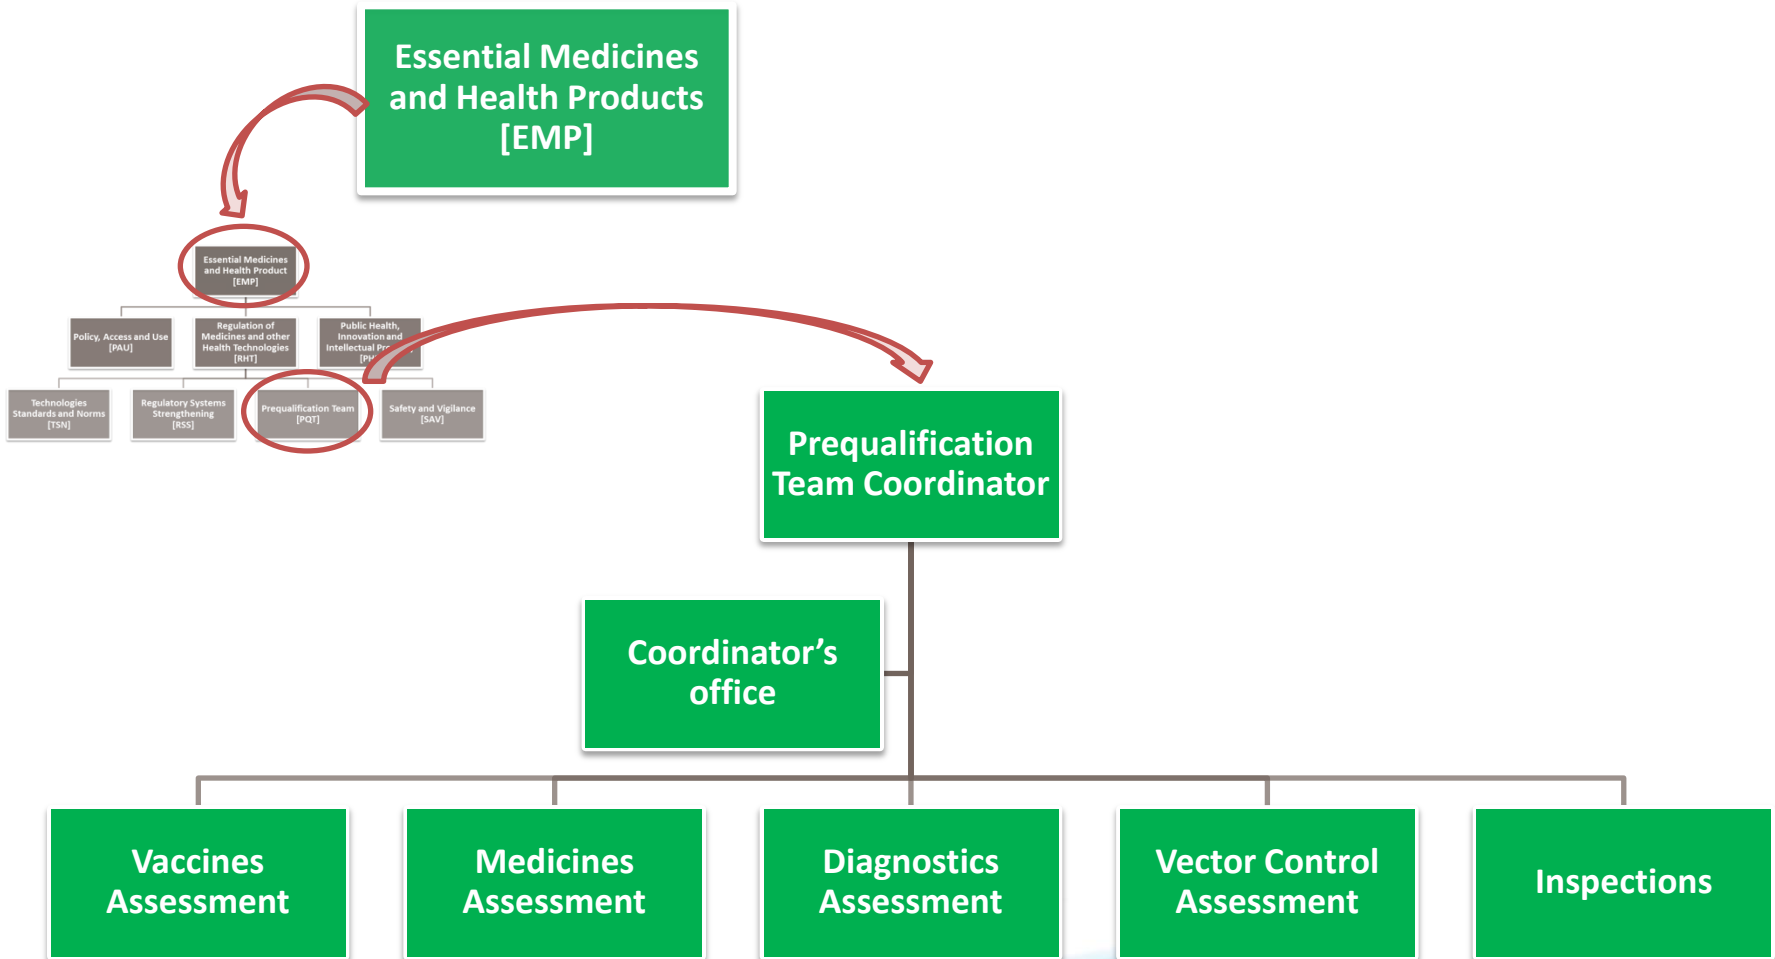 Essential Medicines
and Health Products
[EMP]
Essential Medicines
and Health Product
[EMP]
Policy, Access and Use
[PAU]
Regulation of
Medicines and other
Health Technologies
[RHT]
Public Health,
Innovation and
Intellectual
Technologies
Standards and Norms
[TSN]
Regulatory Systems
Strengthening
[RSS]
Prequalification Team
[PQT]
Safety and Vigilance
[SAV]
Prequalification
Team Coordinator
Coordinator’s
office
Vaccines
Assessment
Medicines
Assessment
Diagnostics
Assessment
Vector Control
Assessment
Inspections